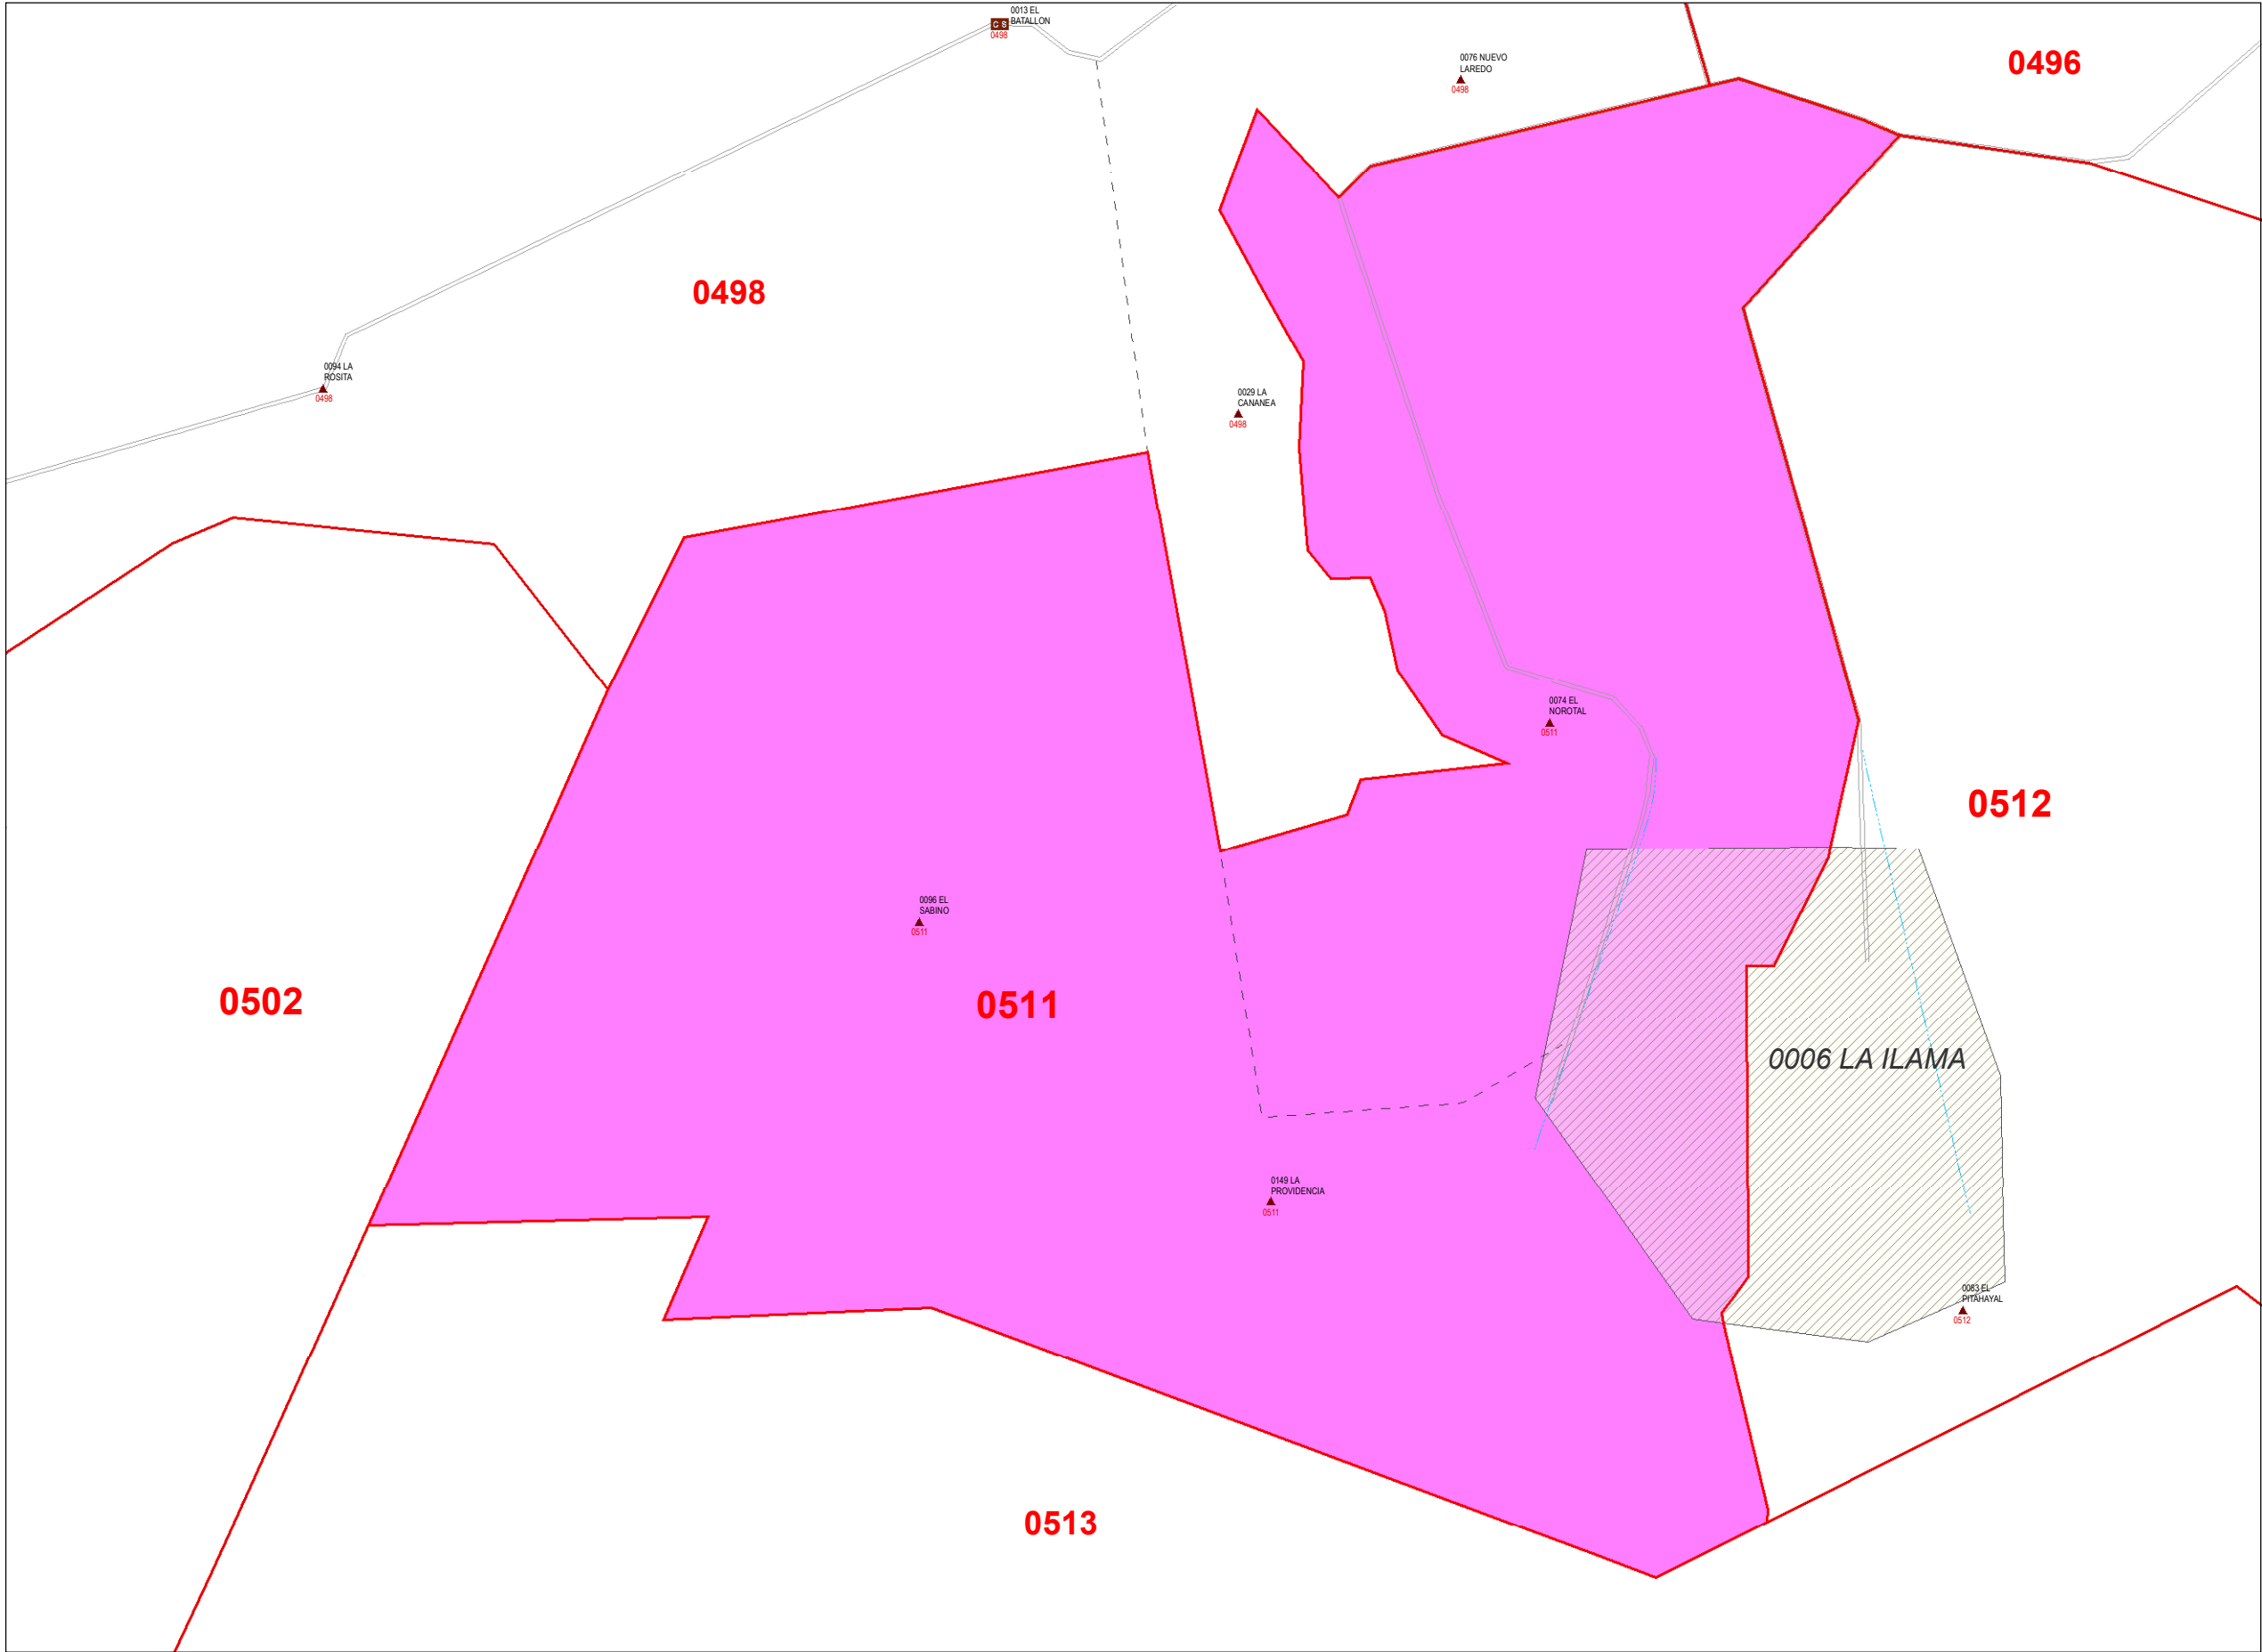 0013 EL
BATALLON
C S
0498
0076 NUEVO
LAREDO
0498
0496
0498
0094 LA
ROSITA
0498
0029 LA
CANANEA
0498
0074 EL
NOROTAL
0511
0512
0096 EL
SABINO
0511
0502
0511
0006 LA ILAMA
0149 LA
PROVIDENCIA
0511
0083 EL
PITAHAYAL
0512
0513